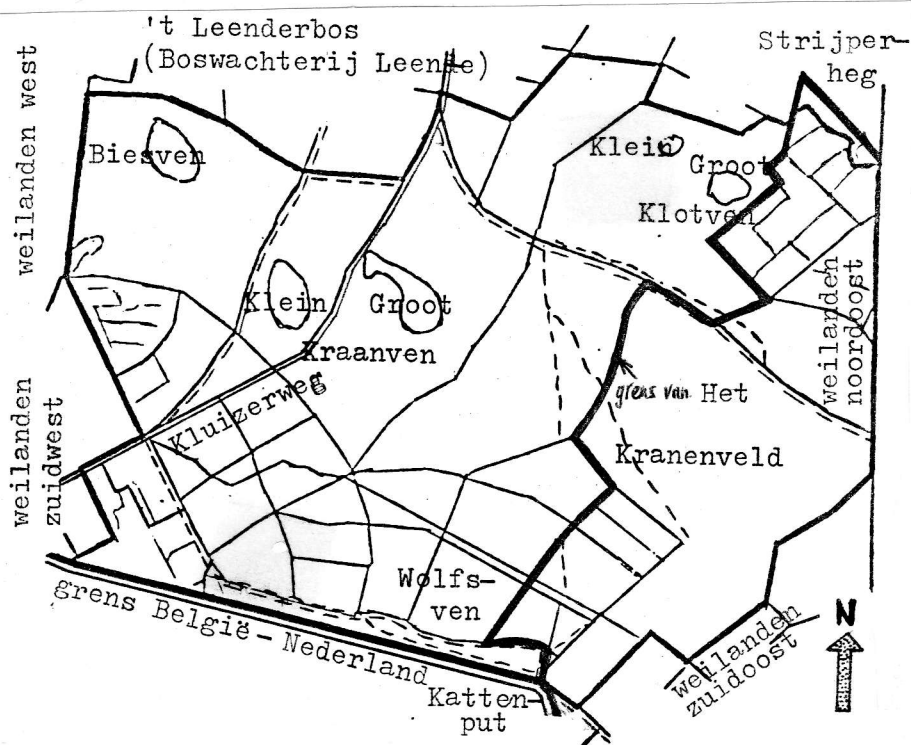 't Leenderbos
(Boswachterij Leende)
Strijper-
heg
weilanden west
Biesven
Klein
Groot
Klotven
weilanden
noordoost
Klein
Groot
Kraanven
grens van Het
Kranenveld
Kluizerweg
weilanden
zuidwest
Wolfs-
ven
grens België-Nederland
Katten-
put
weilanden
zuidoost
N